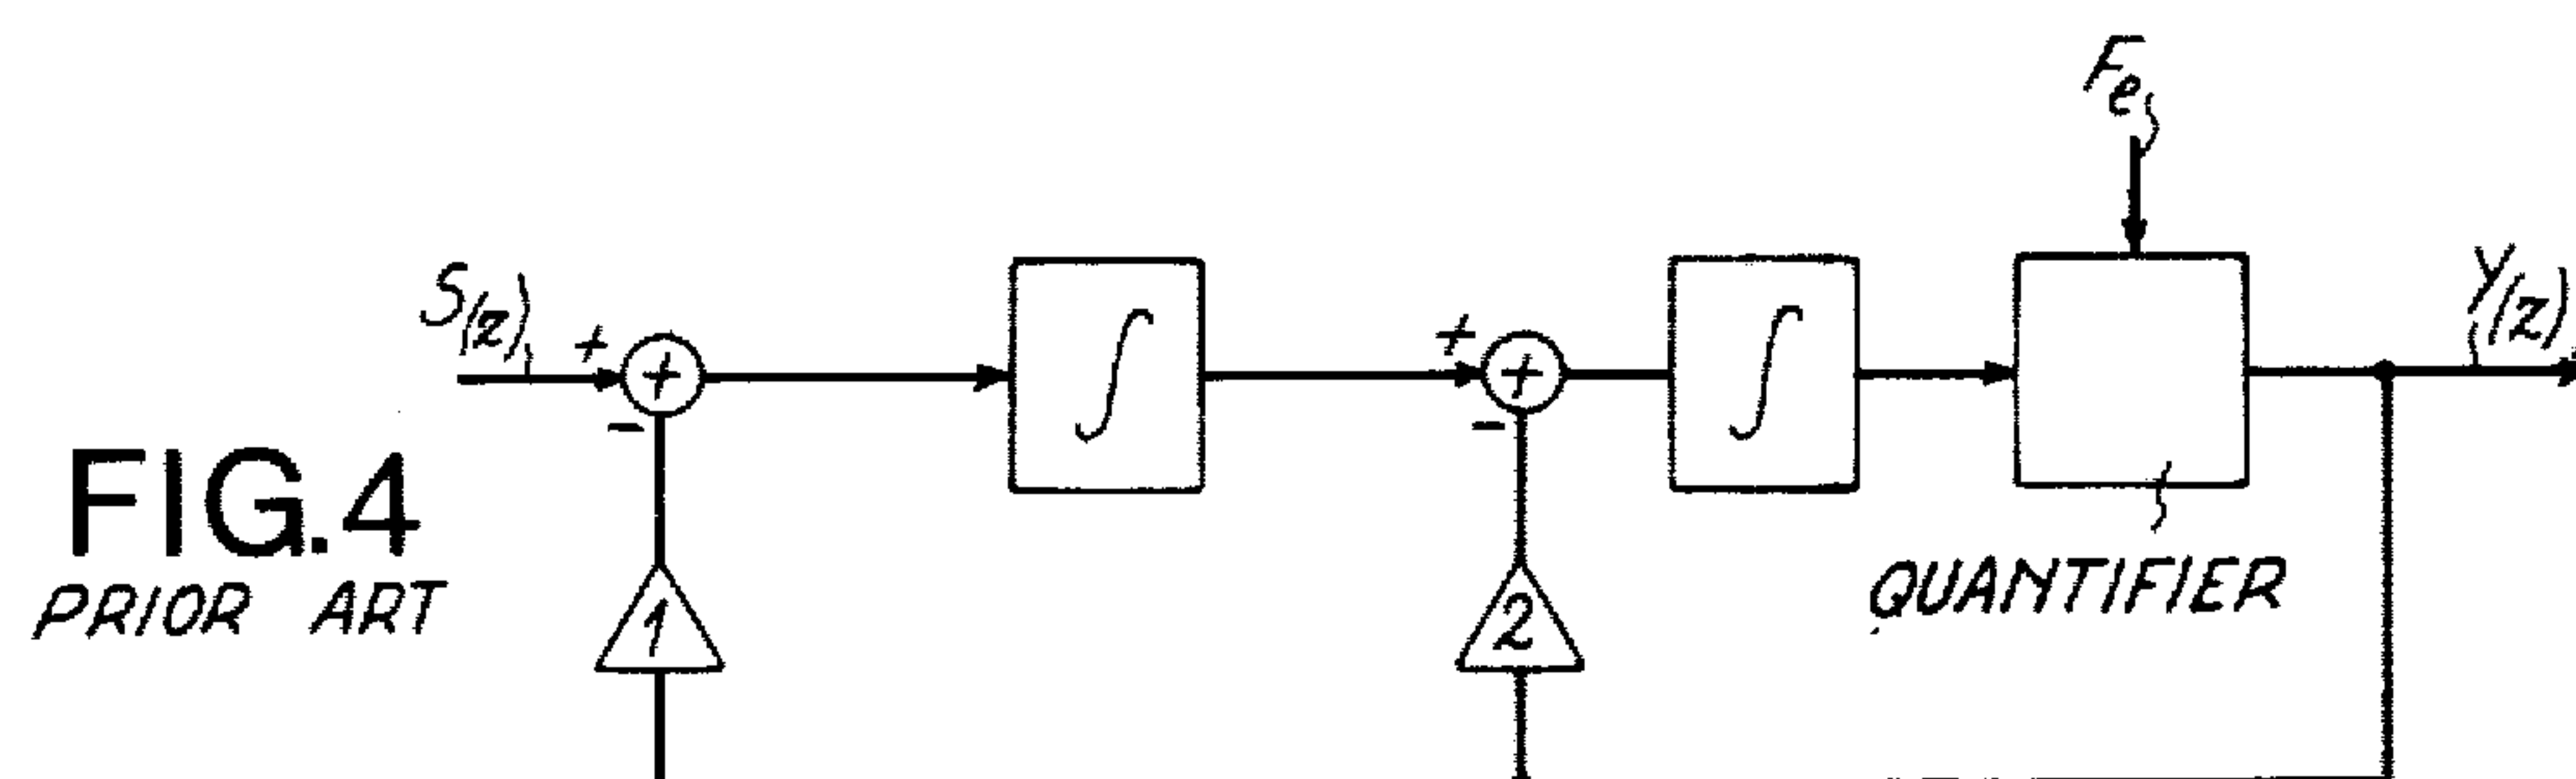 Fe
S(z)
+
+
∫
+
+
∫
Y(z)
-
-
FIG.4
PRIOR ART
1
2
QUANTIFIER